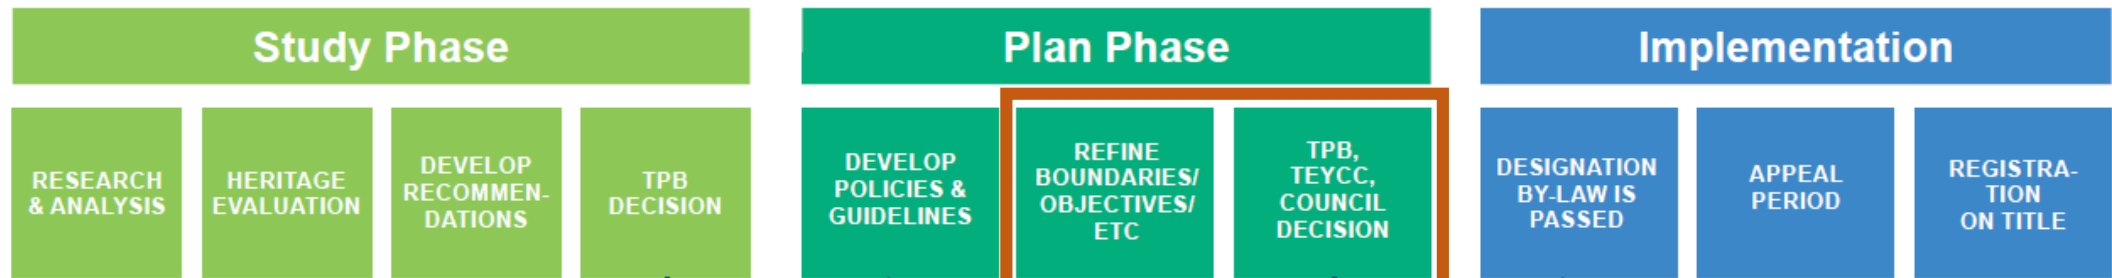 Study Phase
RESEARCH
& ANALYSIS
HERITAGE
EVALUATION
DEVELOP
RECOMMEN-
DATIONS
TPB
DECISION
Plan Phase
DEVELOP
POLICIES &
GUIDELINES
REFINE
BOUNDARIES/
OBJECTIVES/
ETC
TPB,
TEYCC,
COUNCIL
DECISION
Implementation
DESIGNATION
BY-LAW IS
PASSED
APPEAL
PERIOD
REGISTRA-
TION
ON TITLE